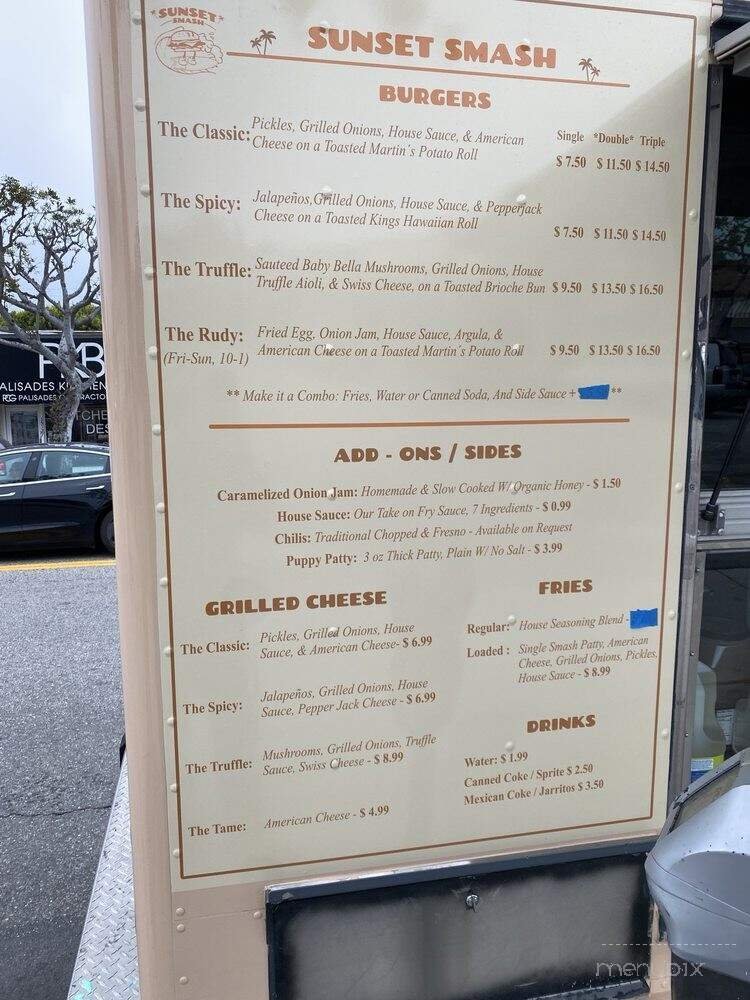 SUNSET
SMASH
SUNSET SMASH
BURGERS
Single *Double* Triple
The Classic: Pickles, Grilled Onions, House Sauce, & American
Cheese on a Toasted Martin's Potato Roll
$ 7.50 $ 11.50 $ 14.50
The Spicy: Jalapeños,Grilled Onions, House Sauce, & Pepperjack
Cheese on a Toasted Kings Hawaiian Roll
$ 7.50 $ 11.50 $ 14.50
The Truffle: Sauteed Baby Bella Mushrooms, Grilled Onions, House
Truffle Aioli, & Swiss Cheese, on a Toasted Brioche Bun $ 9.50 $ 13.50 $ 16.50
The Rudy: Fried Egg, Onion Jam, House Sauce, Argula, &
(Fri-Sun, 10-1) American Cheese on a Toasted Martin's Potato Roll $ 9.50 $ 13.50 $ 16.50
** Make it a Combo: Fries, Water or Canned Soda, And Side Sauce + **
ADD - ONS / SIDES
Caramelized Onion Jam: Homemade & Slow Cooked W/ Organic Honey - $ 1.50
House Sauce: Our Take on Fry Sauce, 7 Ingredients - $ 0.99
Chilis: Traditional Chopped & Fresno - Available on Request
Puppy Patty: 3 oz Thick Patty, Plain W/ No Salt - $ 3.99
GRILLED CHEESE
The Classic: Pickles, Grilled Onions, House
Sauce, & American Cheese- $ 6.99
The Spicy: Jalapeños, Grilled Onions, House
Sauce, Pepper Jack Cheese - $ 6.99
The Truffle: Mushrooms, Grilled Onions, Truffle
Sauce, Swiss Cheese - $ 8.99
The Tame: American Cheese - $ 4.99
FRIES
Regular: House Seasoning Blend -
Loaded : Single Smash Patty, American
Cheese, Grilled Onions, Pickles,
House Sauce - $ 8.99
DRINKS
Water: $ 1.99
Canned Coke / Sprite $ 2.50
Mexican Coke / Jarritos $ 3.50
PALISADES
menupix